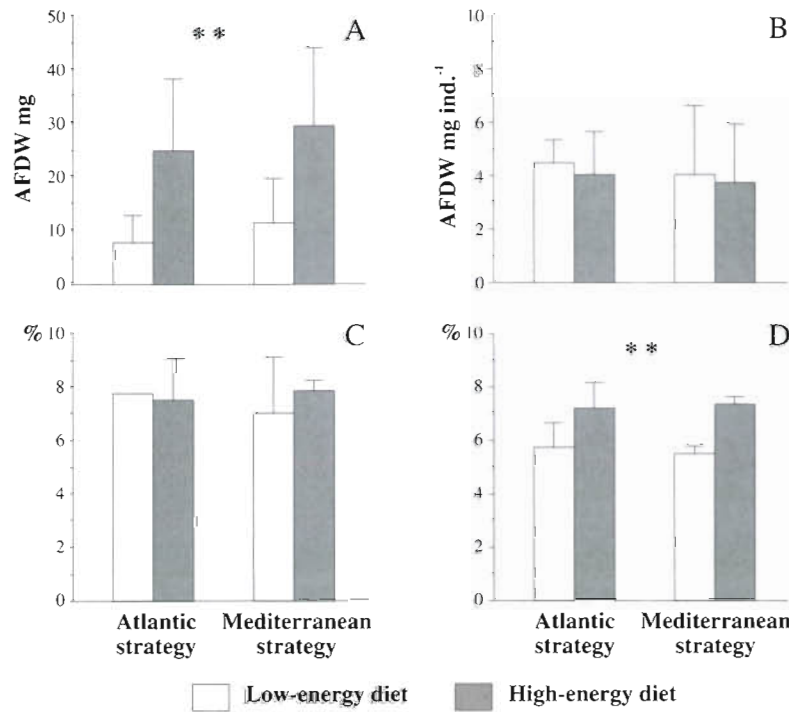 50
40
30
20
10
0
AFDW mg
* *
A
10
8
6
4
2
0
AFDW mg ind.-1
B
%
10
8
6
4
2
0
C
Atlantic strategy
Mediterranean strategy
%
10
8
6
4
2
0
* *
D
Atlantic strategy
Mediterranean strategy
Low-energy diet
High-energy diet